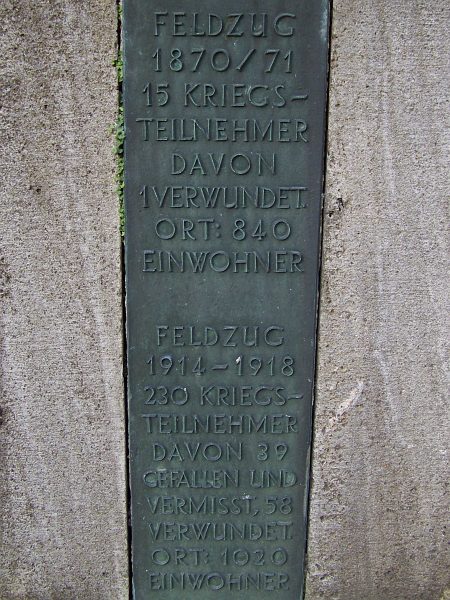 FELDZUG
1870/71
15 KRIEGS-
TEILNEHMER
DAVON
1 VERWUNDET.
ORT: 840
EINWOHNER
FELDZUG
1914-1918
230 KRIEGS-
TEILNEHMER
DAVON 39
GEFALLEN UND
VERMISST, 58
VERWUNDET.
ORT: 1020
EINWOHNER